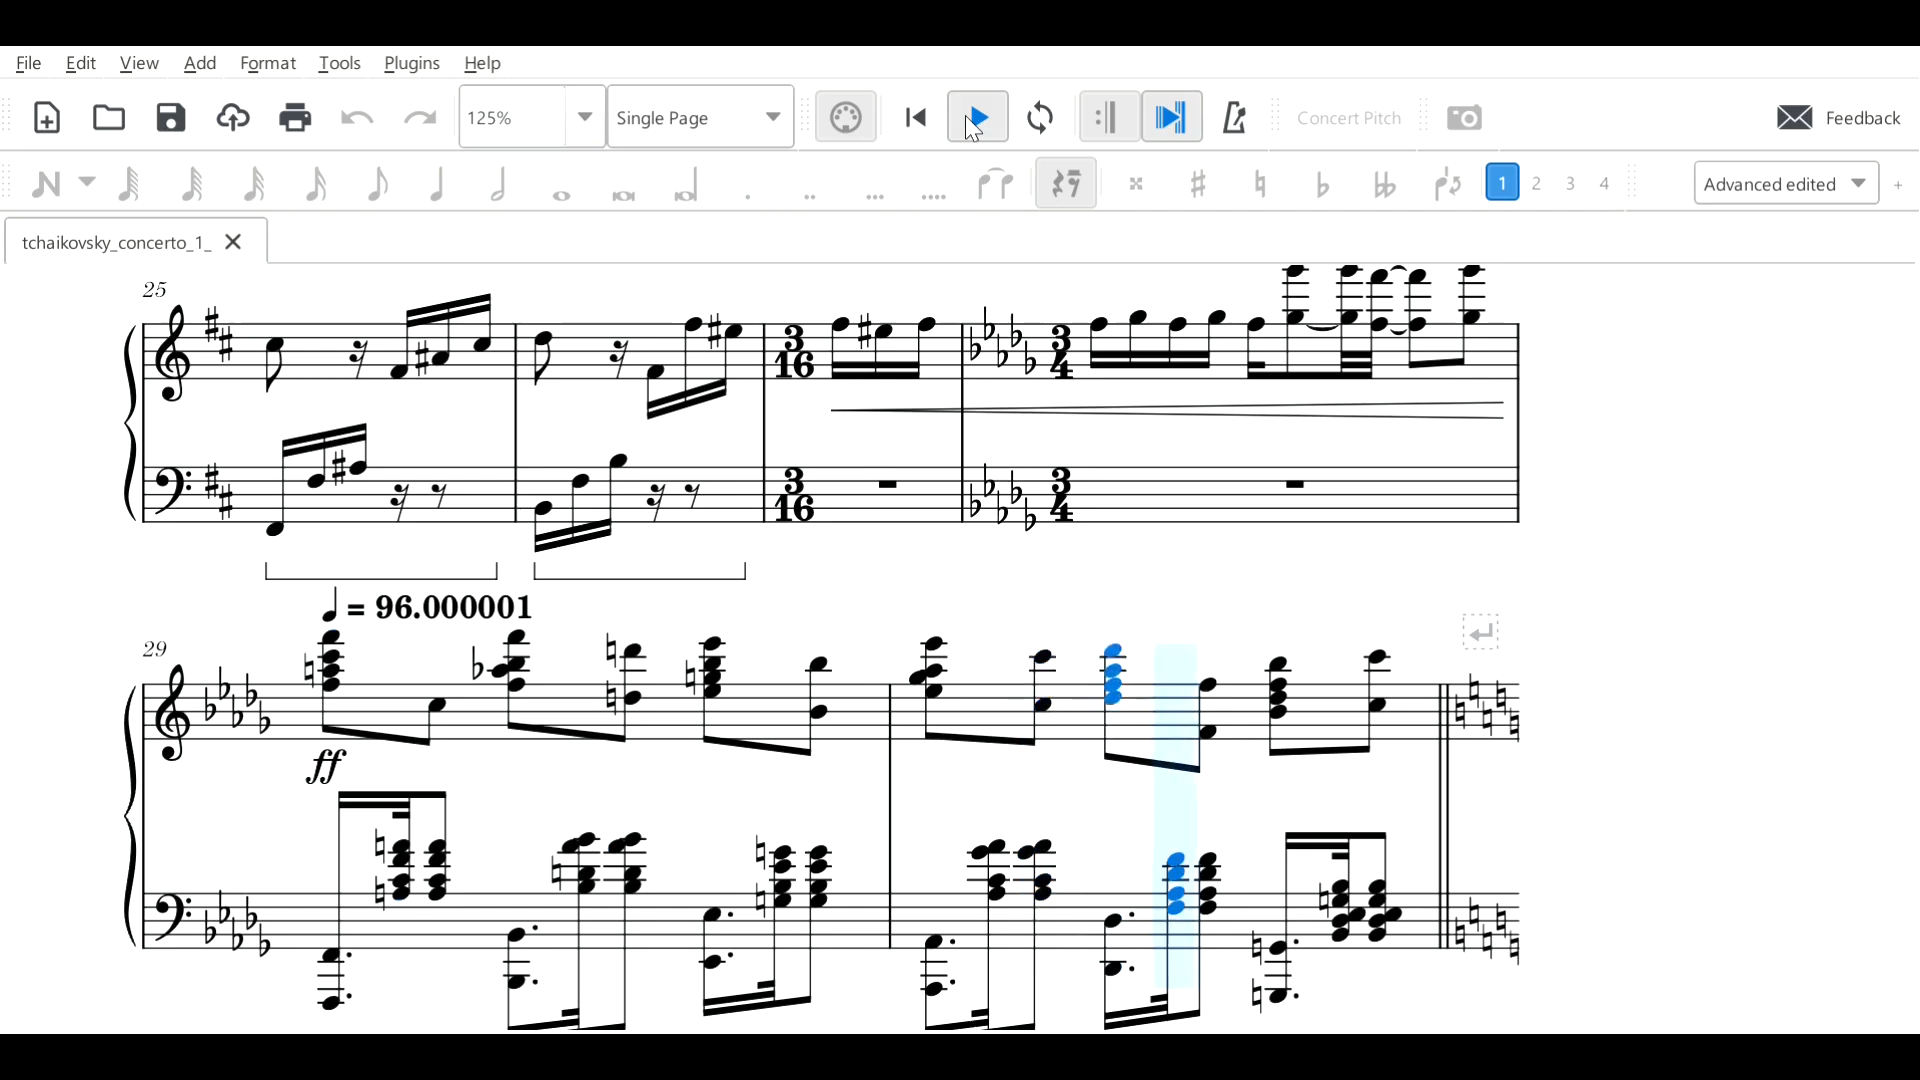 File Edit View Add Format Tools Plugins Help
125% Single Page Concert Pitch Feedback
1 2 3 4 Advanced edited +
tchaikovsky_concerto_1_
25
3 16
3 4
3 16
3 4
= 96.000001
29
ff